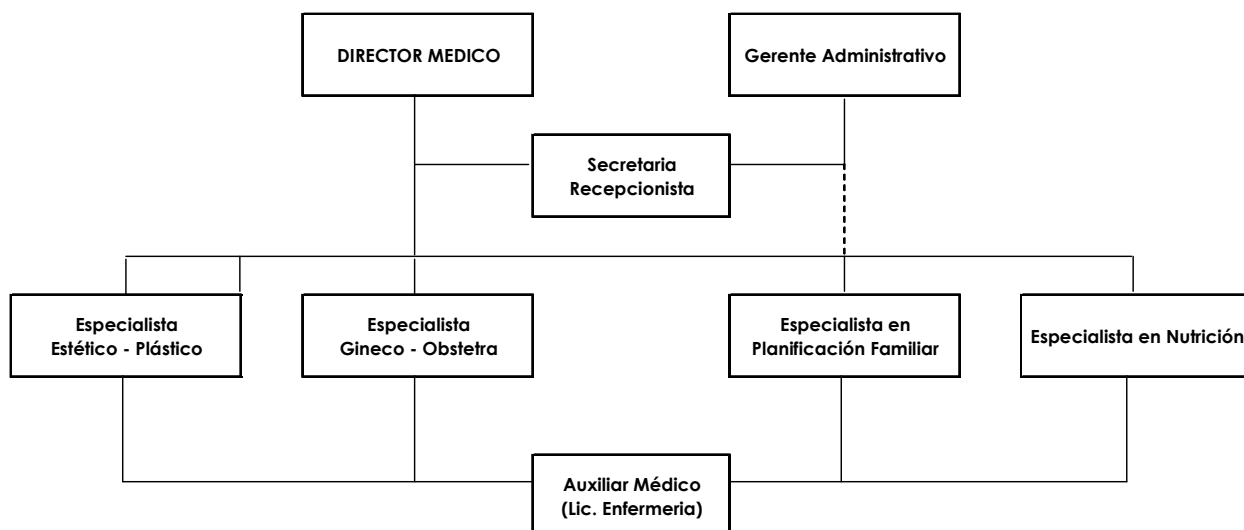 DIRECTOR MEDICO
Gerente Administrativo
Secretaria
Recepcionista
Especialista
Estético - Plástico
Especialista
Gineco - Obstetra
Especialista en
Planificación Familiar
Especialista en Nutrición
Auxiliar Médico
(Lic. Enfermeria)